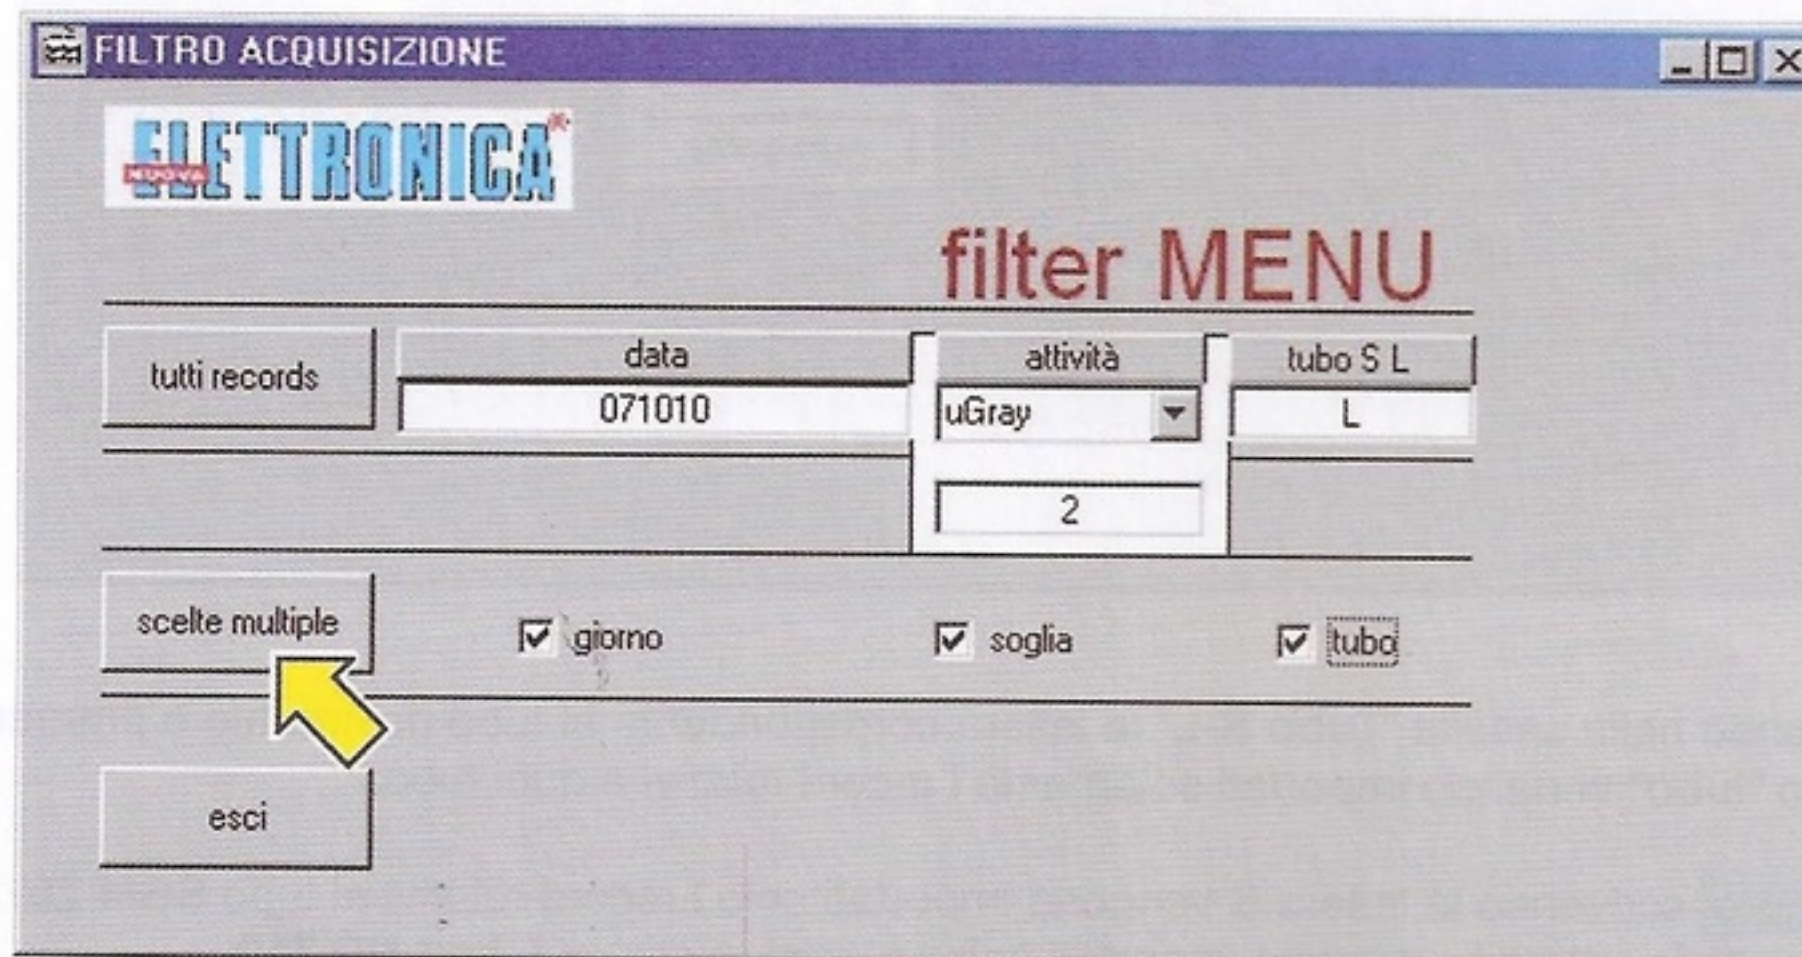 FILTRO ACQUISIZIONE
NUOVA ELETTRONICA®
filter MENU
tutti records
data
attività
tubo S L
071010
uGray
L
2
scelte multiple
giorno
soglia
tubo
esci